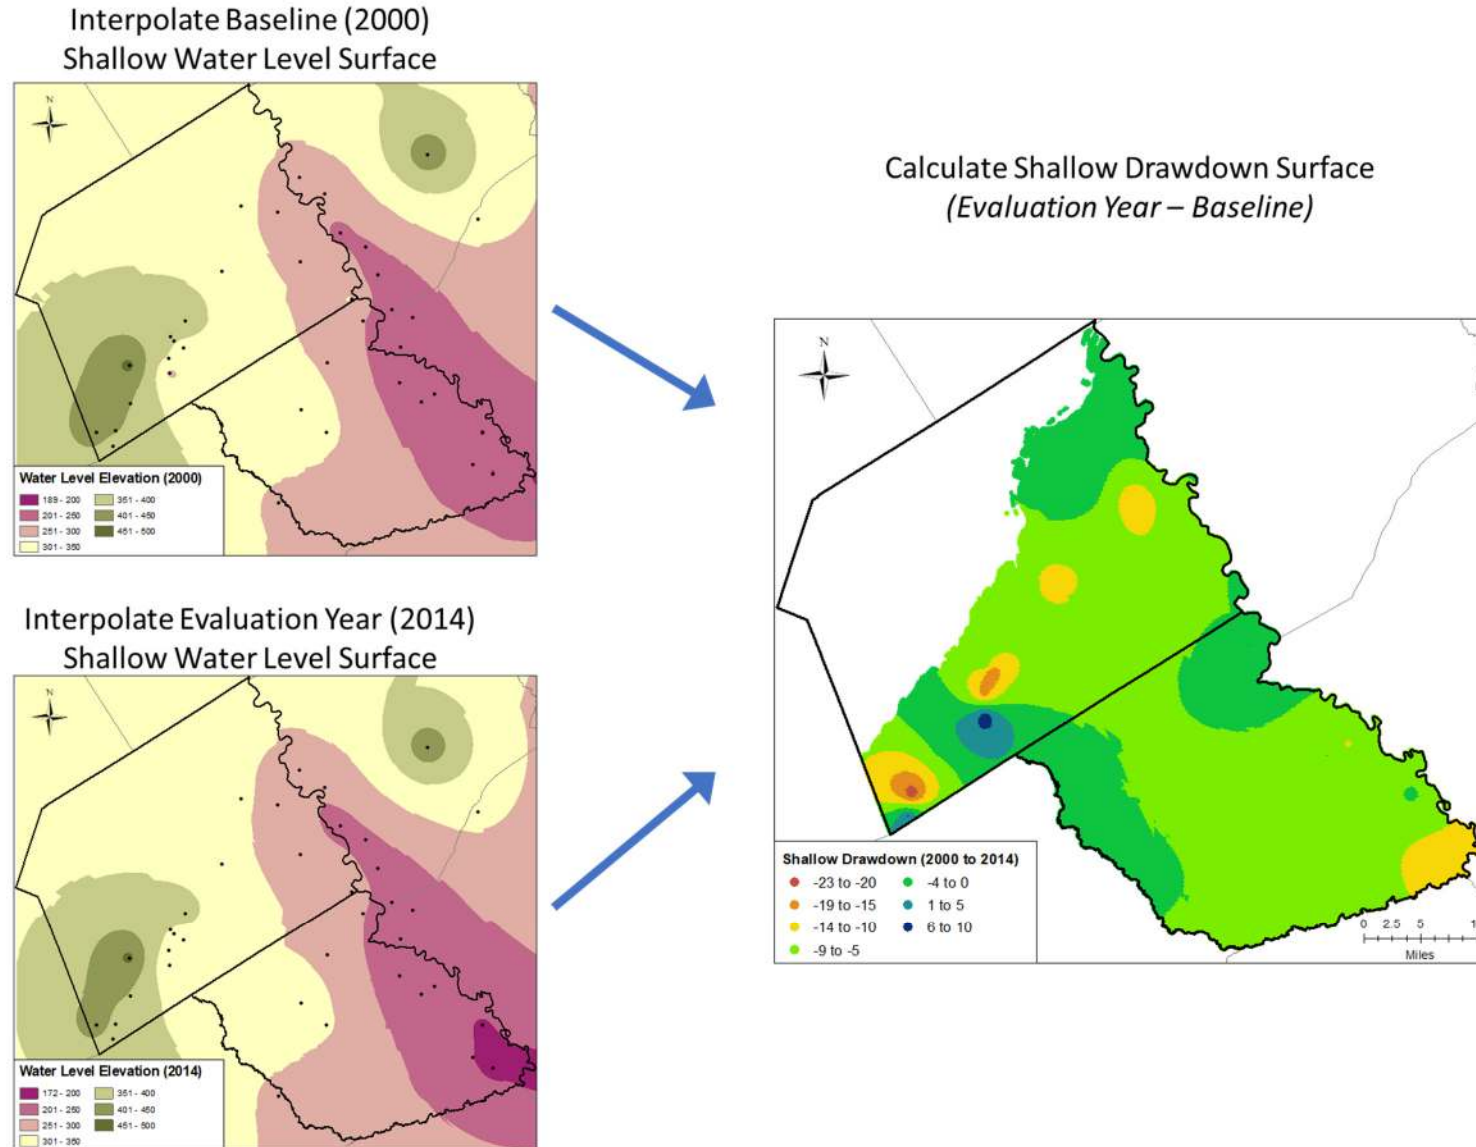 Interpolate Baseline (2000)
Shallow Water Level Surface
N
Water Level Elevation (2000)
189 - 200
351 - 400
201 - 250
401 - 450
251 - 300
451 - 500
301 - 350
Interpolate Evaluation Year (2014)
Shallow Water Level Surface
N
Water Level Elevation (2014)
172 - 200
351 - 400
201 - 250
401 - 450
251 - 300
451 - 500
301 - 350
Calculate Shallow Drawdown Surface
(Evaluation Year – Baseline)
N
Shallow Drawdown (2000 to 2014)
-23 to -20
-4 to 0
-19 to -15
1 to 5
-14 to -10
6 to 10
-9 to -5
0 2.5 5
Miles